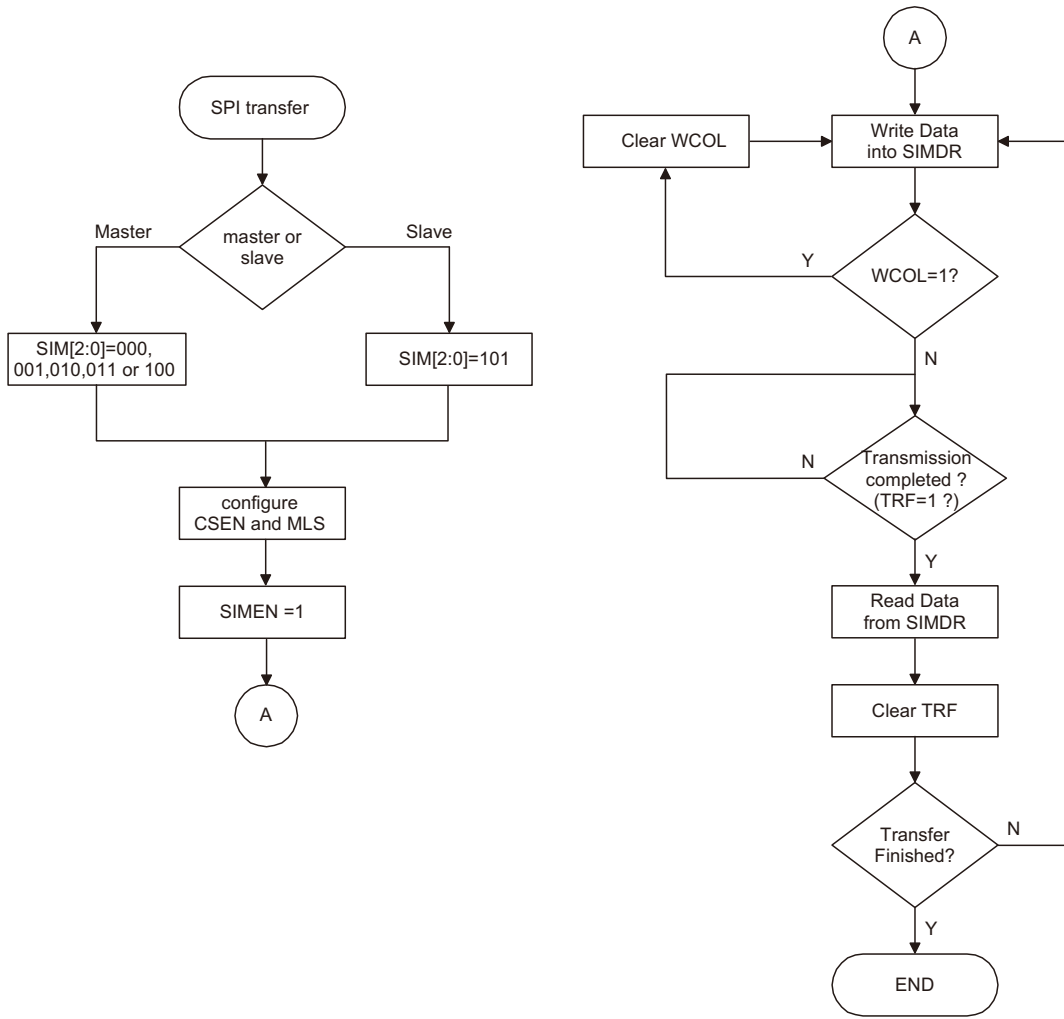 SPI transfer
master or
slave
Master
Slave
SIM[2:0]=000,
001,010,011 or 100
SIM[2:0]=101
configure
CSEN and MLS
SIMEN =1
A
A
Write Data
into SIMDR
Clear WCOL
WCOL=1?
Y
N
Transmission
completed ?
(TRF=1 ?)
N
Y
Read Data
from SIMDR
Clear TRF
Transfer
Finished?
N
Y
END